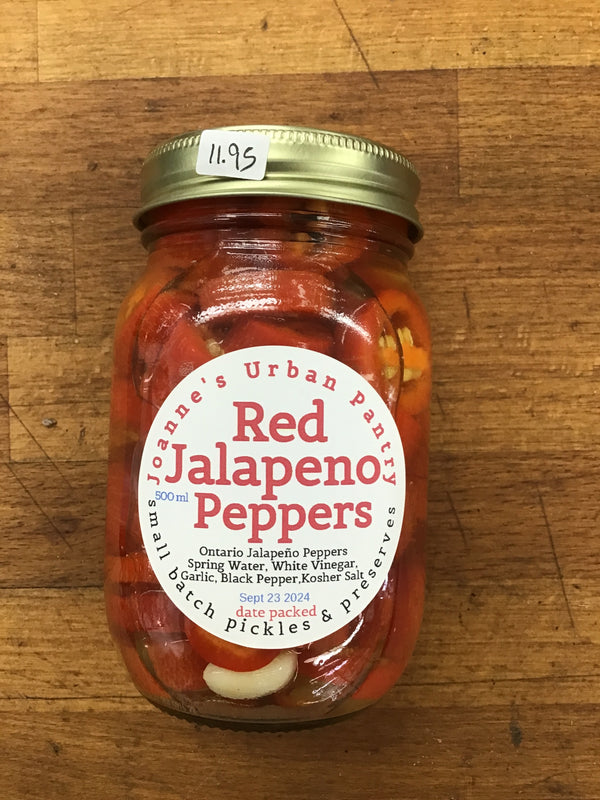 11.95
Joanne's Urban Pantry
Red
Jalapeno
500 ml
Peppers
Ontario Jalapeño Peppers
Spring Water, White Vinegar,
Garlic, Black Pepper,Kosher Salt
Sept 23 2024
date packed
small batch pickles & preserves